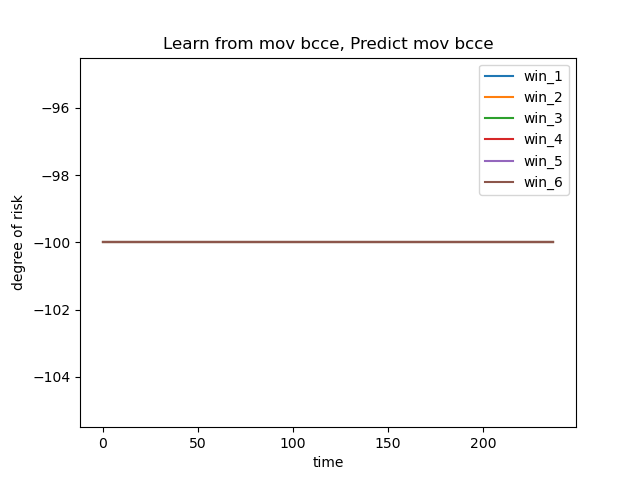 Learn from mov bcce, Predict mov bcce
win_1
win_2
win_3
win_4
win_5
win_6
−96
−98
−100
−102
−104
degree of risk
0 50 100 150 200
time